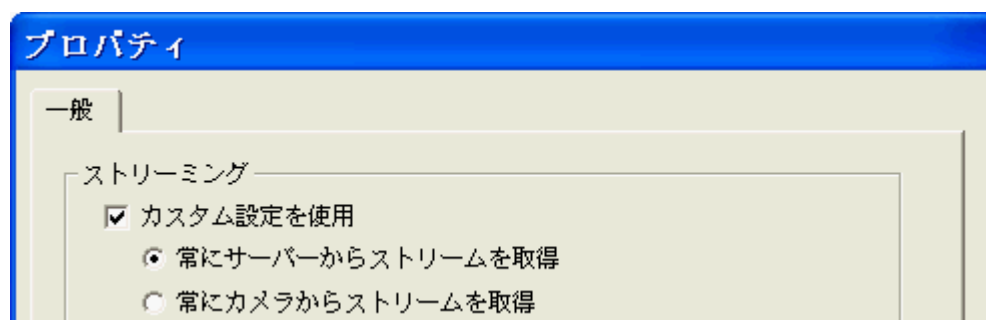 プロパティ
一般
ストリーミング
カスタム設定を使用
常にサーバーからストリームを取得
常にカメラからストリームを取得